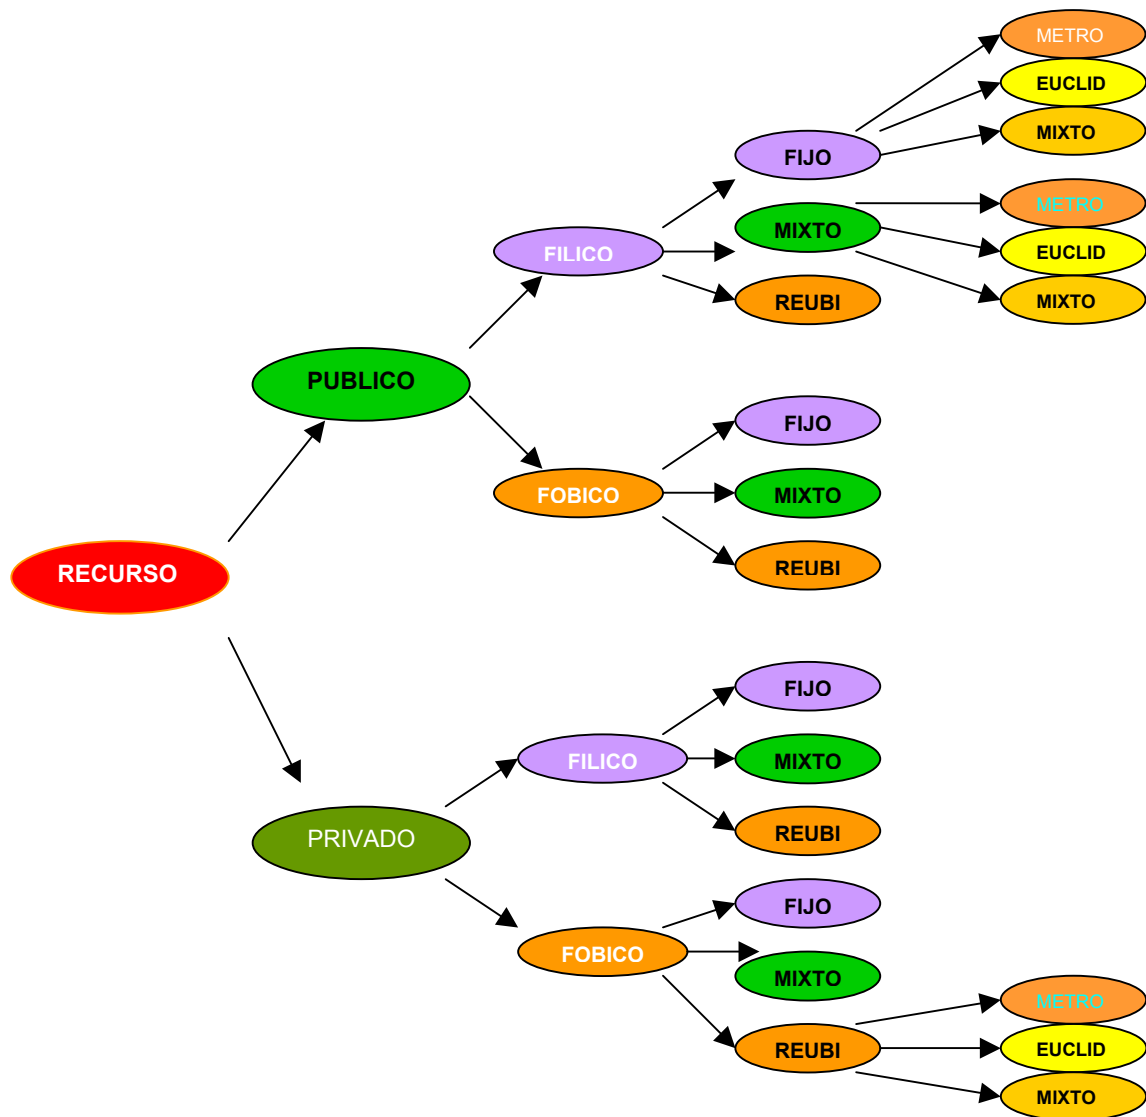 METRO
EUCLID
MIXTO
FIJO
METRO
MIXTO
EUCLID
FILICO
MIXTO
REUBI
PUBLICO
FIJO
FOBICO
MIXTO
REUBI
RECURSO
FIJO
FILICO
MIXTO
REUBI
PRIVADO
FIJO
FOBICO
MIXTO
METRO
REUBI
EUCLID
MIXTO